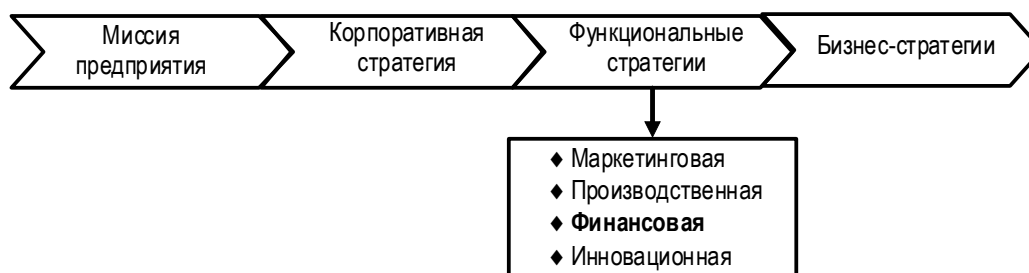 Миссия
предприятия
Корпоративная
стратегия
Функциональные
стратегии
Бизнес-стратегии
♦ Маркетинговая
♦ Производственная
♦ Финансовая
♦ Инновационная